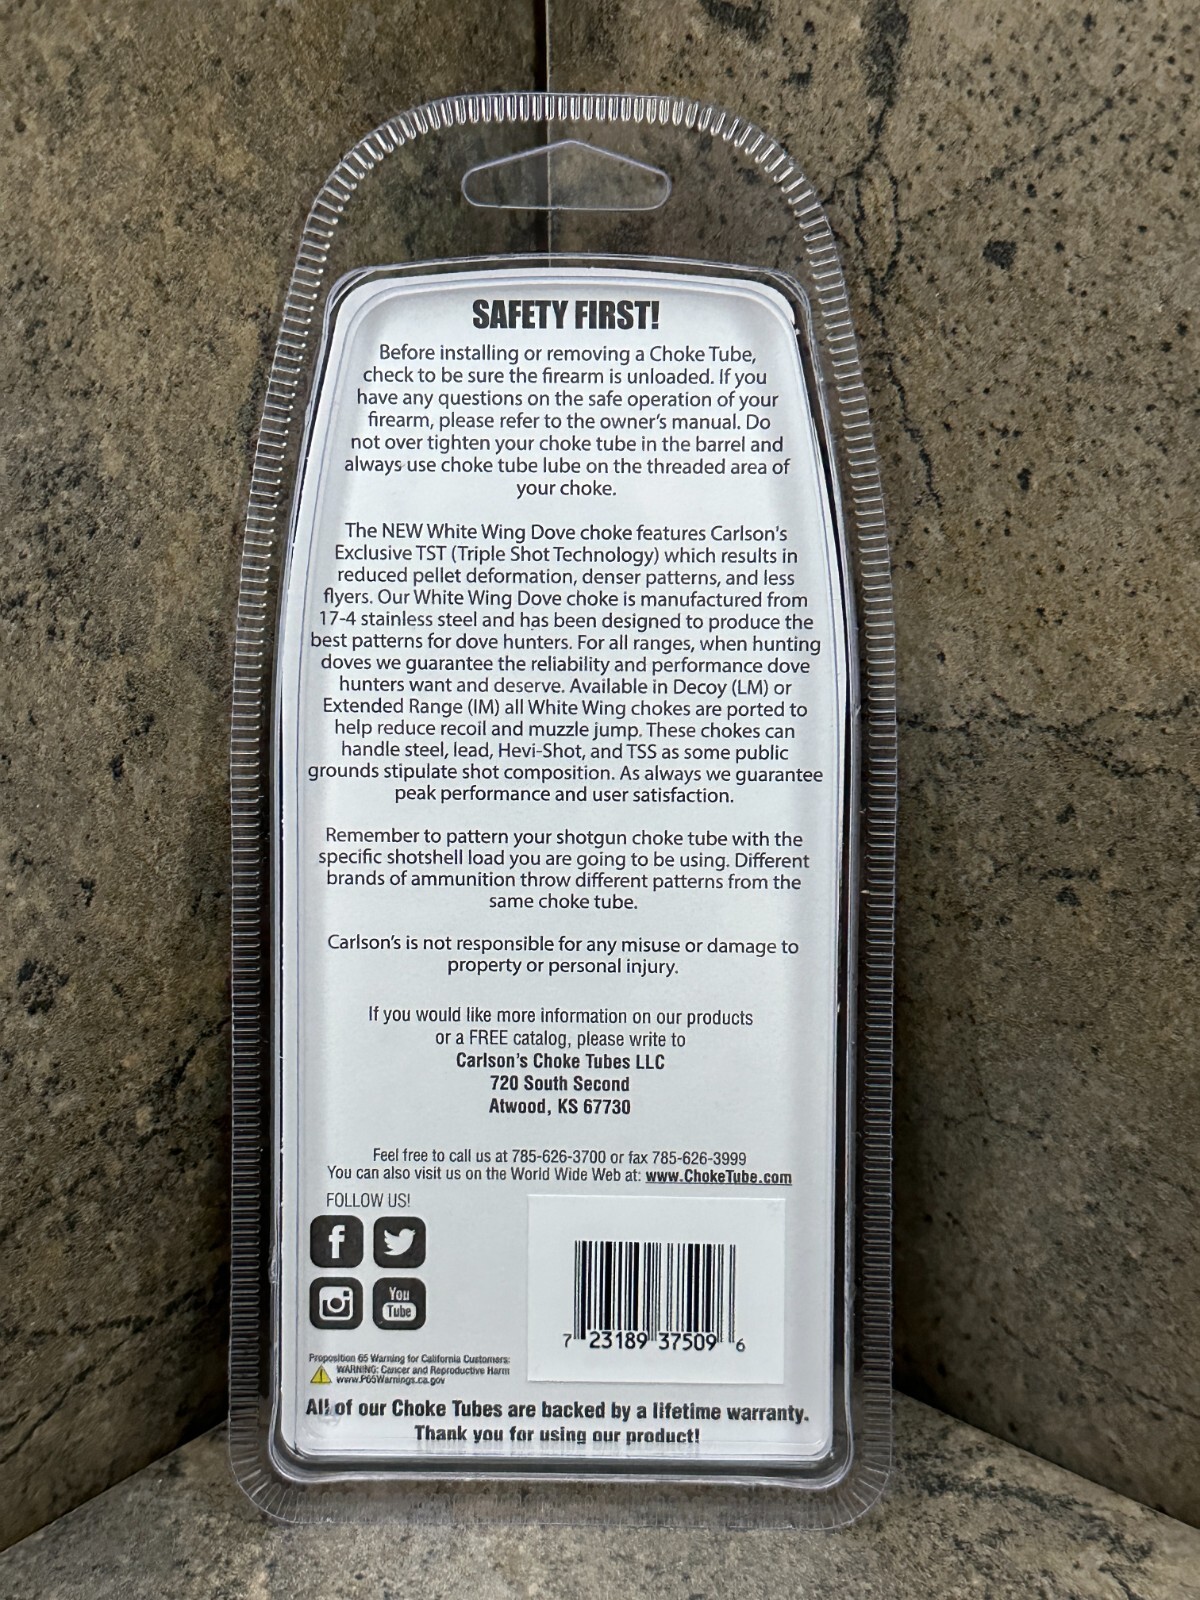 SAFETY FIRST!
Before installing or removing a Choke Tube,
check to be sure the firearm is unloaded. If you
have any questions on the safe operation of your
firearm, please refer to the owner's manual. Do
not over tighten your choke tube in the barrel and
always use choke tube lube on the threaded area of
your choke.
The NEW White Wing Dove choke features Carlson's
Exclusive TST (Triple Shot Technology) which results in
reduced pellet deformation, denser patterns, and less
flyers. Our White Wing Dove choke is manufactured from
17-4 stainless steel and has been designed to produce the
best patterns for dove hunters. For all ranges, when hunting
doves we guarantee the reliability and performance dove
hunters want and deserve. Available in Decoy (LM) or
Extended Range (IM) all White Wing chokes are ported to
help reduce recoil and muzzle jump. These chokes can
handle steel, lead, Hevi-Shot, and TSS as some public
grounds stipulate shot composition. As always we guarantee
peak performance and user satisfaction.
Remember to pattern your shotgun choke tube with the
specific shotshell load you are going to be using. Different
brands of ammunition throw different patterns from the
same choke tube.
Carlson's is not responsible for any misuse or damage to
property or personal injury.
If you would like more information on our products
or a FREE catalog, please write to
Carlson's Choke Tubes LLC
720 South Second
Atwood, KS 67730
Feel free to call us at 785-626-3700 or fax 785-626-3999
You can also visit us on the World Wide Web at: www.ChokeTube.com
FOLLOW US!
f
You
Tube
7 23189 37509 6
Proposition 65 Warning for California Customers:
WARNING: Cancer and Reproductive Harm
www.P65Warnings.ca.gov
All of our Choke Tubes are backed by a lifetime warranty.
Thank you for using our product!